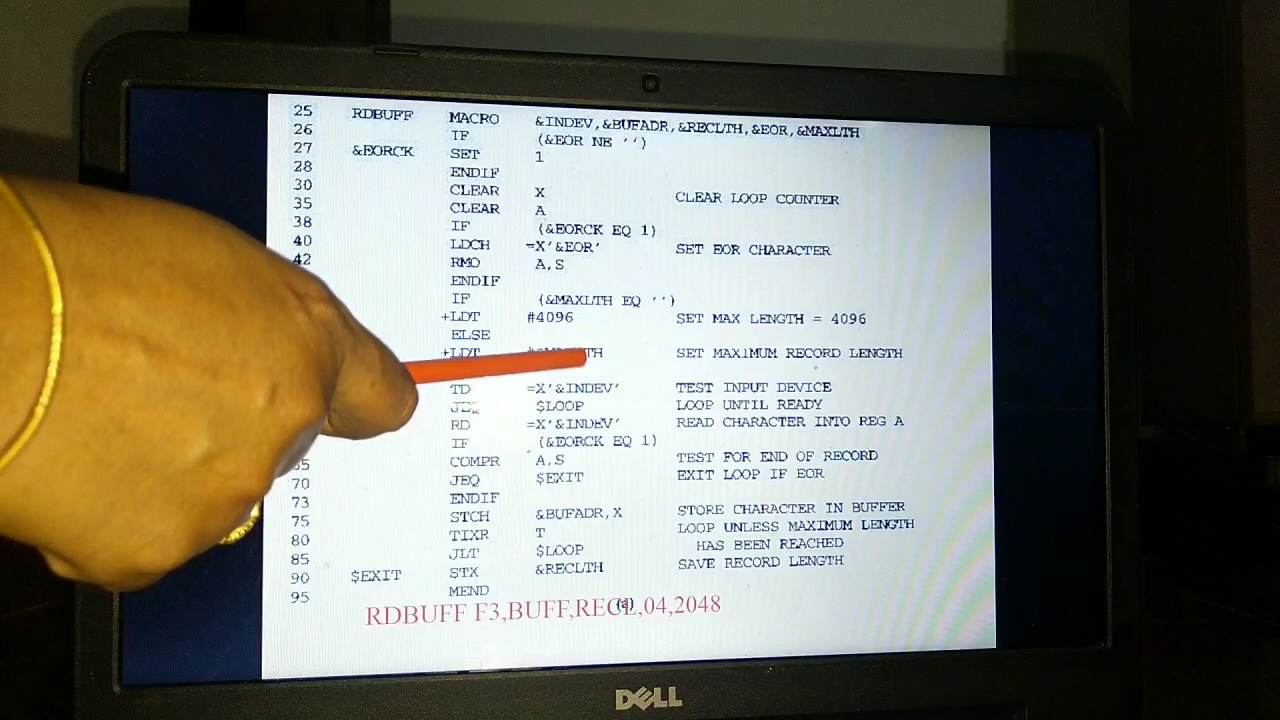 25 RDBUFF MACRO &INDEV,&BUFADR,&RECLTH,&EOR,&MAXLTH
26 IF (&EOR NE '')
27 &EORCK SET 1
28 ENDIF
30 CLEAR X CLEAR LOOP COUNTER
35 CLEAR A
38 IF (&EORCK EQ 1)
40 LDCH =X'&EOR' SET EOR CHARACTER
42 RMO A,S
ENDIF
IF (&MAXLTH EQ '')
+LDT #4096 SET MAX LENGTH = 4096
ELSE
+LDT SET MAXIMUM RECORD LENGTH
TD =X'&INDEV' TEST INPUT DEVICE
JEQ $LOOP LOOP UNTIL READY
RD =X'&INDEV' READ CHARACTER INTO REG A
IF (&EORCK EQ 1)
COMPR A,S TEST FOR END OF RECORD
70 JEQ $EXIT EXIT LOOP IF EOR
73 ENDIF
75 STCH &BUFADR,X STORE CHARACTER IN BUFFER
80 TIXR T LOOP UNLESS MAXIMUM LENGTH
85 JLT $LOOP HAS BEEN REACHED
90 $EXIT STX &RECLTH SAVE RECORD LENGTH
95 MEND
(a)
RDBUFF F3,BUFF,RECL,04,2048
DELL